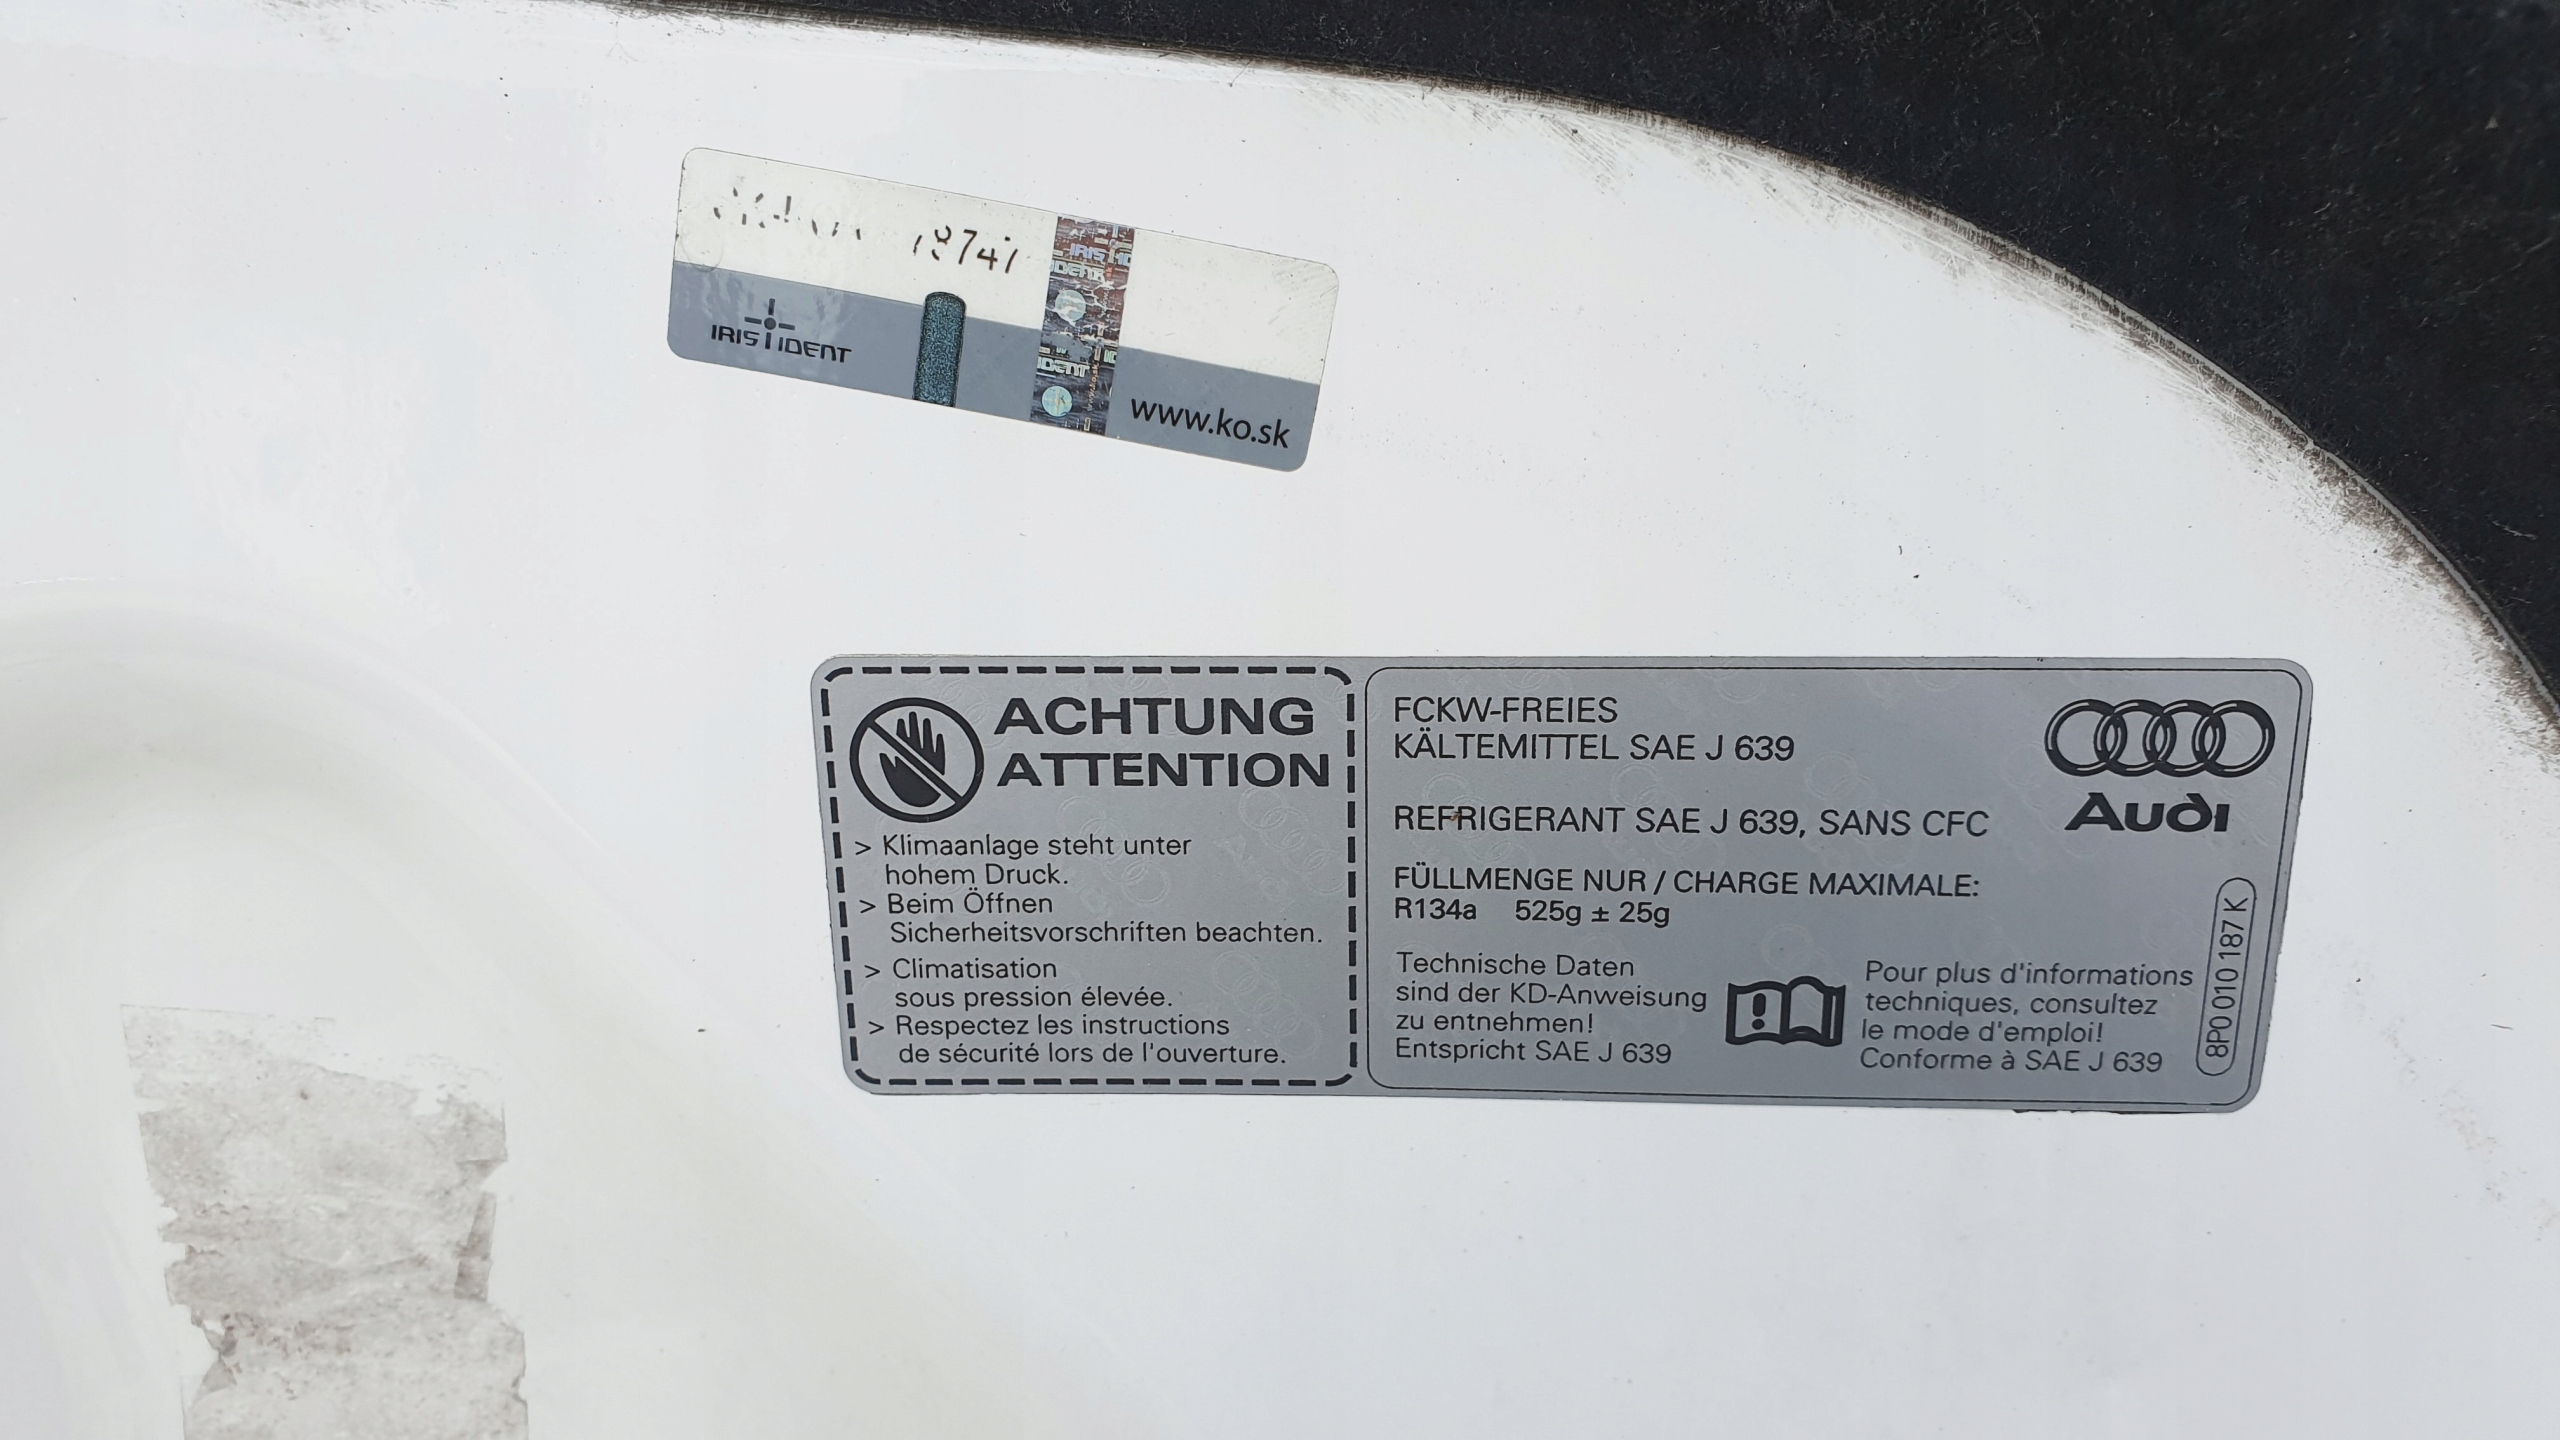 IRIS IDENT
www.ko.sk
ACHTUNG
ATTENTION
> Klimaanlage steht unter
hohem Druck.
> Beim Öffnen
Sicherheitsvorschriften beachten.
> Climatisation
sous pression élevée.
> Respectez les instructions
de sécurité lors de l'ouverture.
FCKW-FREIES
KÄLTEMITTEL SAE J 639
REFRIGERANT SAE J 639, SANS CFC
FÜLLMENGE NUR / CHARGE MAXIMALE:
R134a 525g ± 25g
Technische Daten
sind der KD-Anweisung
zu entnehmen!
Entspricht SAE J 639
Pour plus d'informations
techniques, consultez
le mode d'emploi!
Conforme à SAE J 639
Audi
8P0 010 187 K